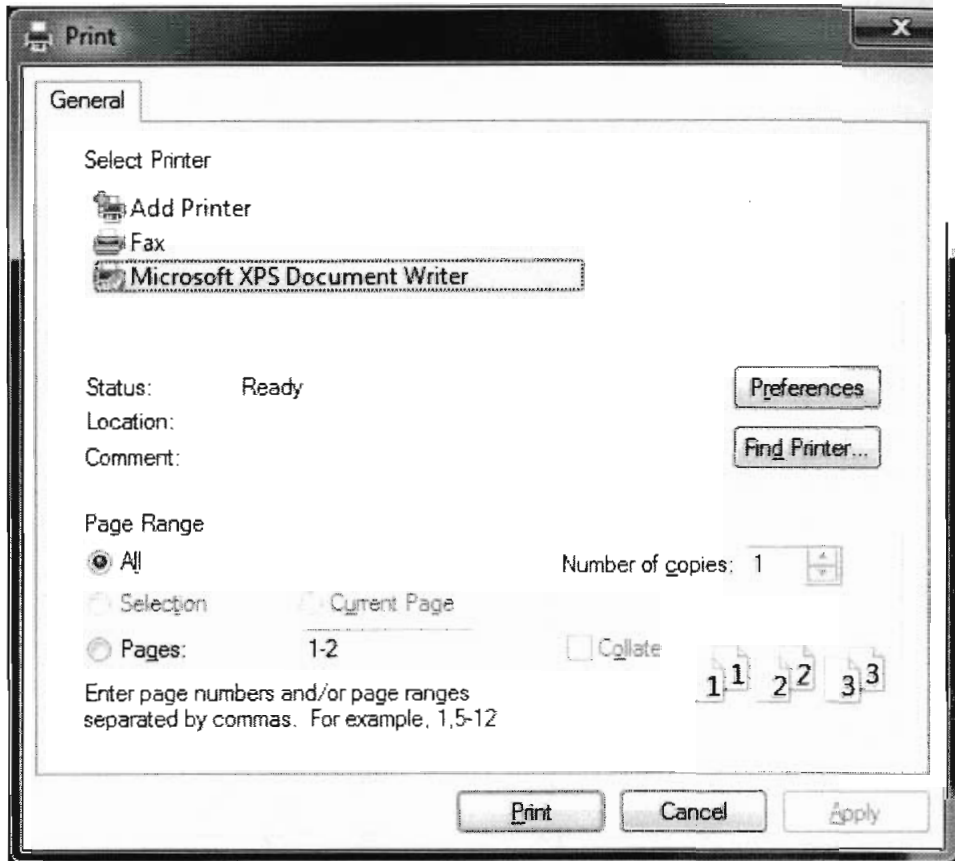 Print
General
Select Printer
Add Printer
Fax
Microsoft XPS Document Writer
Status: Ready
Preferences
Location:
Comment:
Find Printer...
Page Range
All
Number of copies: 1
Selection Current Page
Pages: 1-2
Collate
1 1 2 2 3 3
Enter page numbers and/or page ranges
separated by commas. For example, 1,5-12
Print Cancel Apply